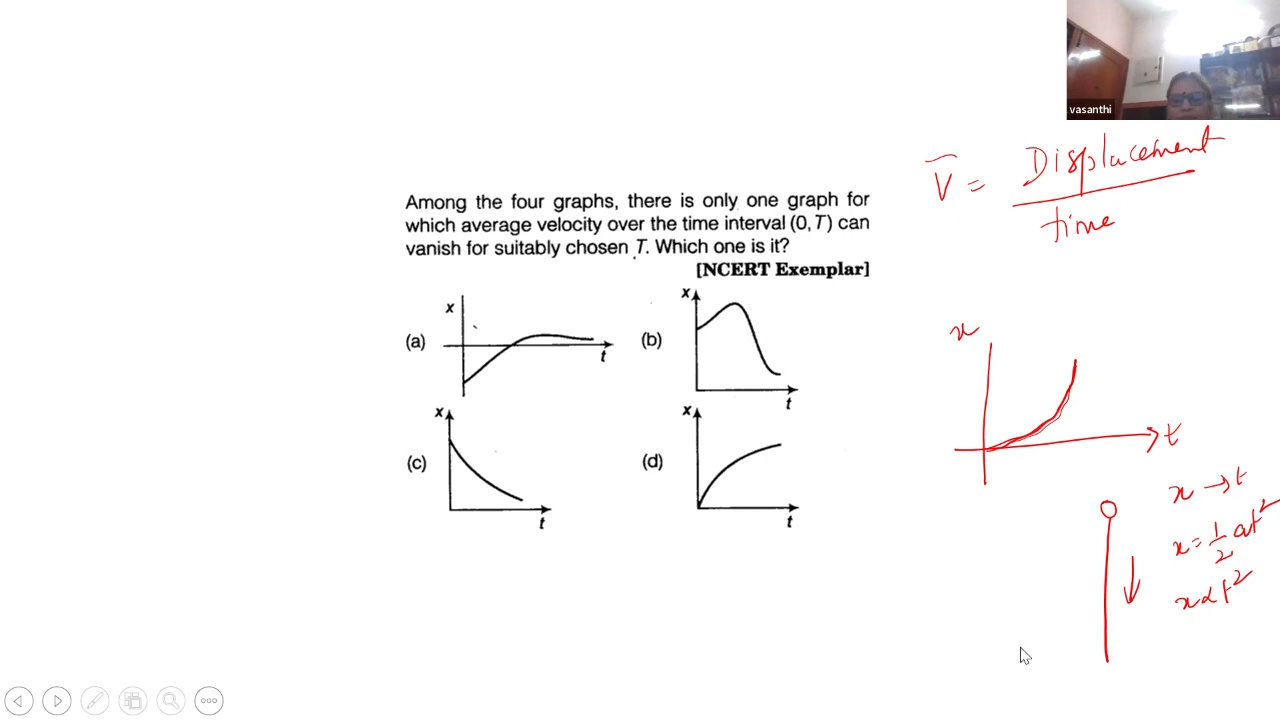 vasanthi
V̅ = Displacement
time
Among the four graphs, there is only one graph for
which average velocity over the time interval (0, T) can
vanish for suitably chosen T. Which one is it?
[NCERT Exemplar]
(a) x t
(b) x t
(c) x t
(d) x t
x
t
x → t
x = 1/2 at²
x ∝ t²